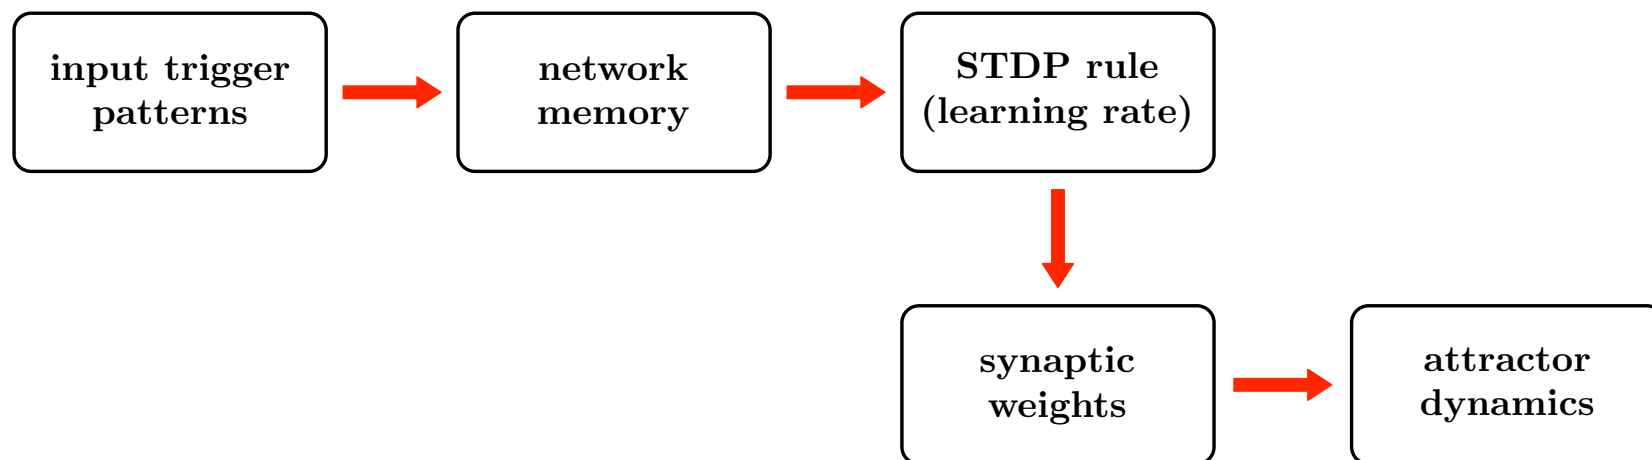 input trigger
patterns
network
memory
STDP rule
(learning rate)
synaptic
weights
attractor
dynamics